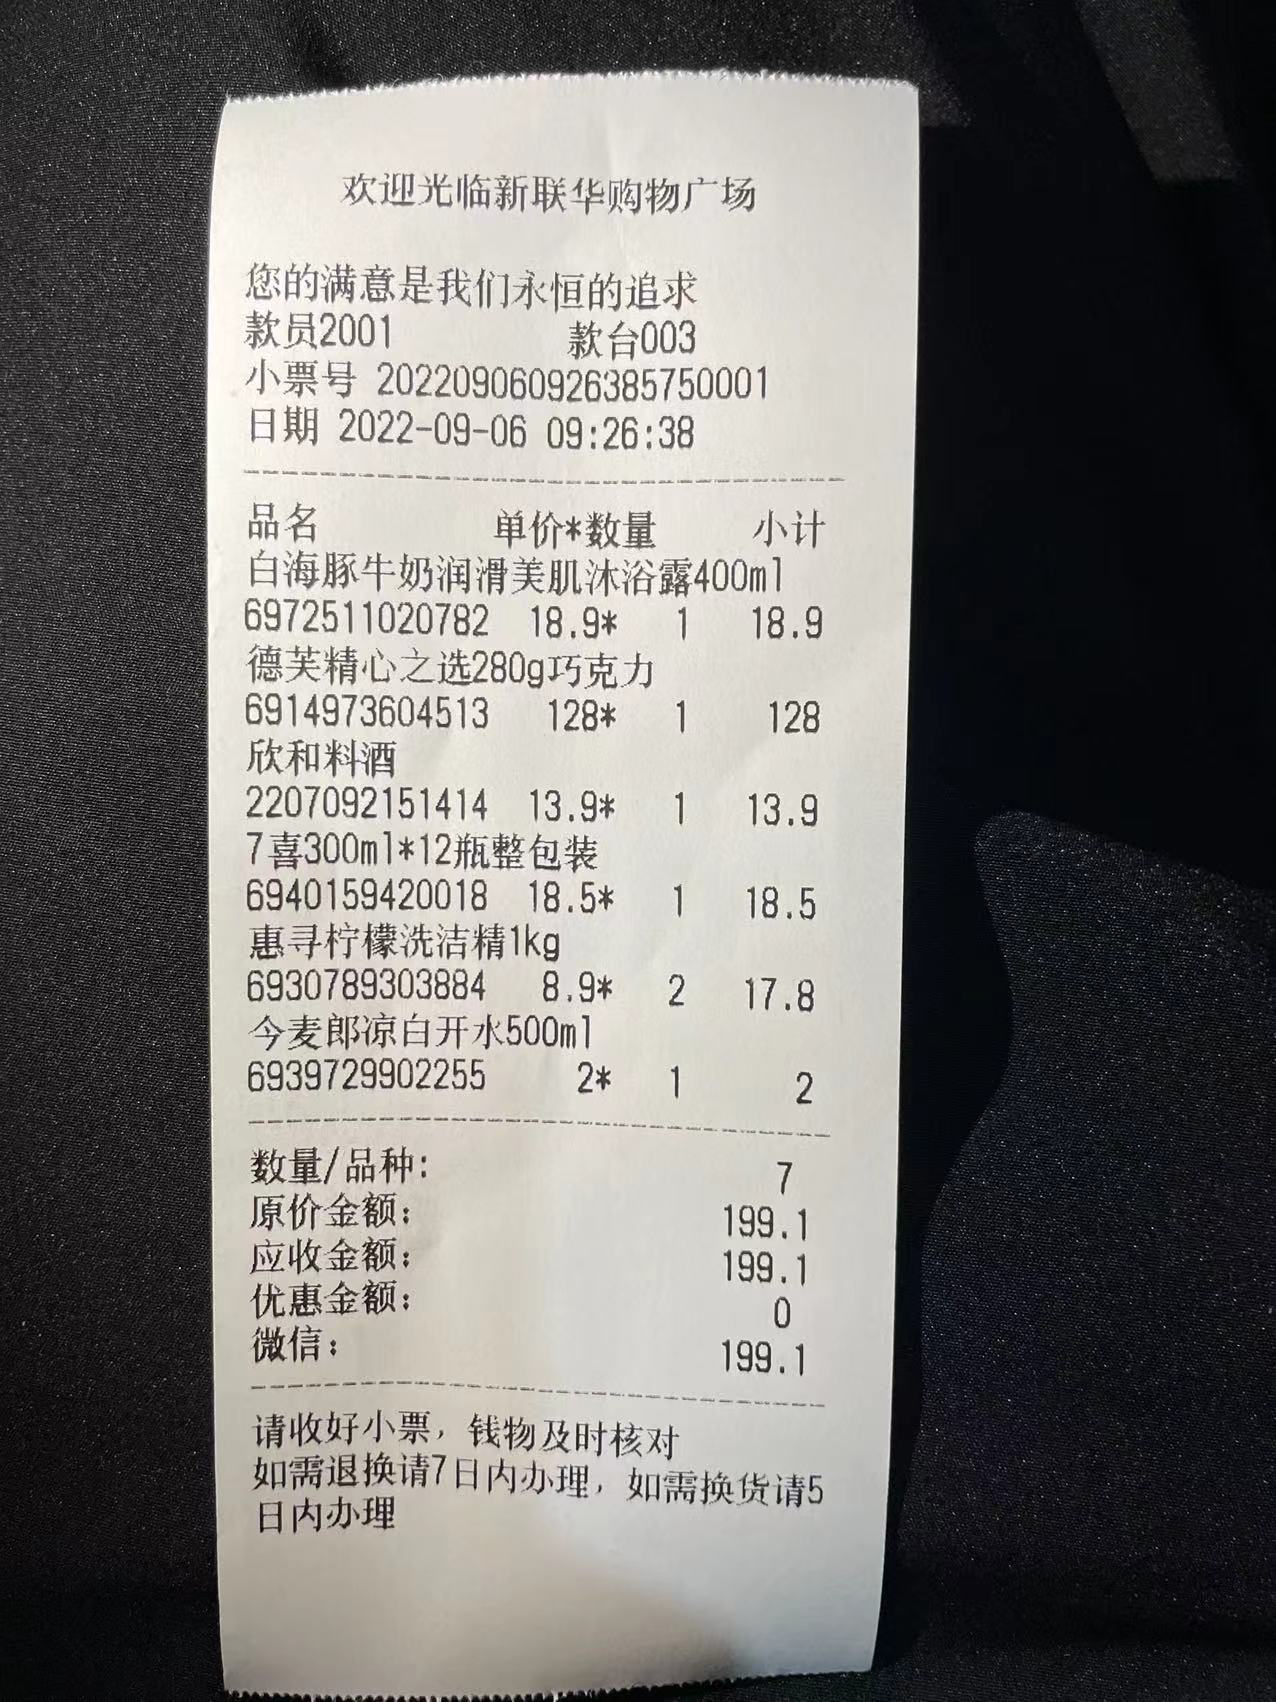 欢迎光临新联华购物广场
您的满意是我们永恒的追求
款员2001 款台003
小票号 202209060926385750001
日期 2022-09-06 09:26:38
品名 单价*数量 小计
白海豚牛奶润滑美肌沐浴露400ml
6972511020782 18.9* 1 18.9
德芙精心之选280g巧克力
6914973604513 128* 1 128
欣和料酒
2207092151414 13.9* 1 13.9
7喜300ml*12瓶整包装
6940159420018 18.5* 1 18.5
惠寻柠檬洗洁精1kg
6930789303884 8.9* 2 17.8
今麦郎凉白开水500ml
6939729902255 2* 1 2
数量/品种: 7
原价金额: 199.1
应收金额: 199.1
优惠金额: 0
微信: 199.1
请收好小票，钱物及时核对
如需退换请7日内办理，如需换货请5
日内办理